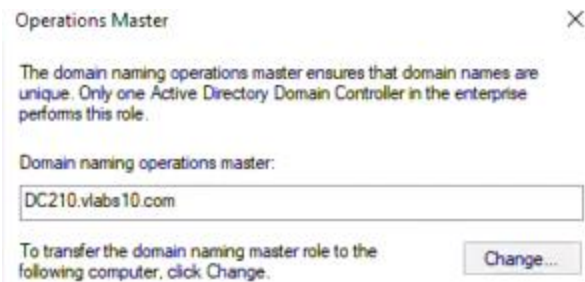 Operations Master
The domain naming operations master ensures that domain names are
unique. Only one Active Directory Domain Controller in the enterprise
performs this role.
Domain naming operations master:
DC210.vlabs10.com
To transfer the domain naming master role to the
following computer, click Change.
Change...